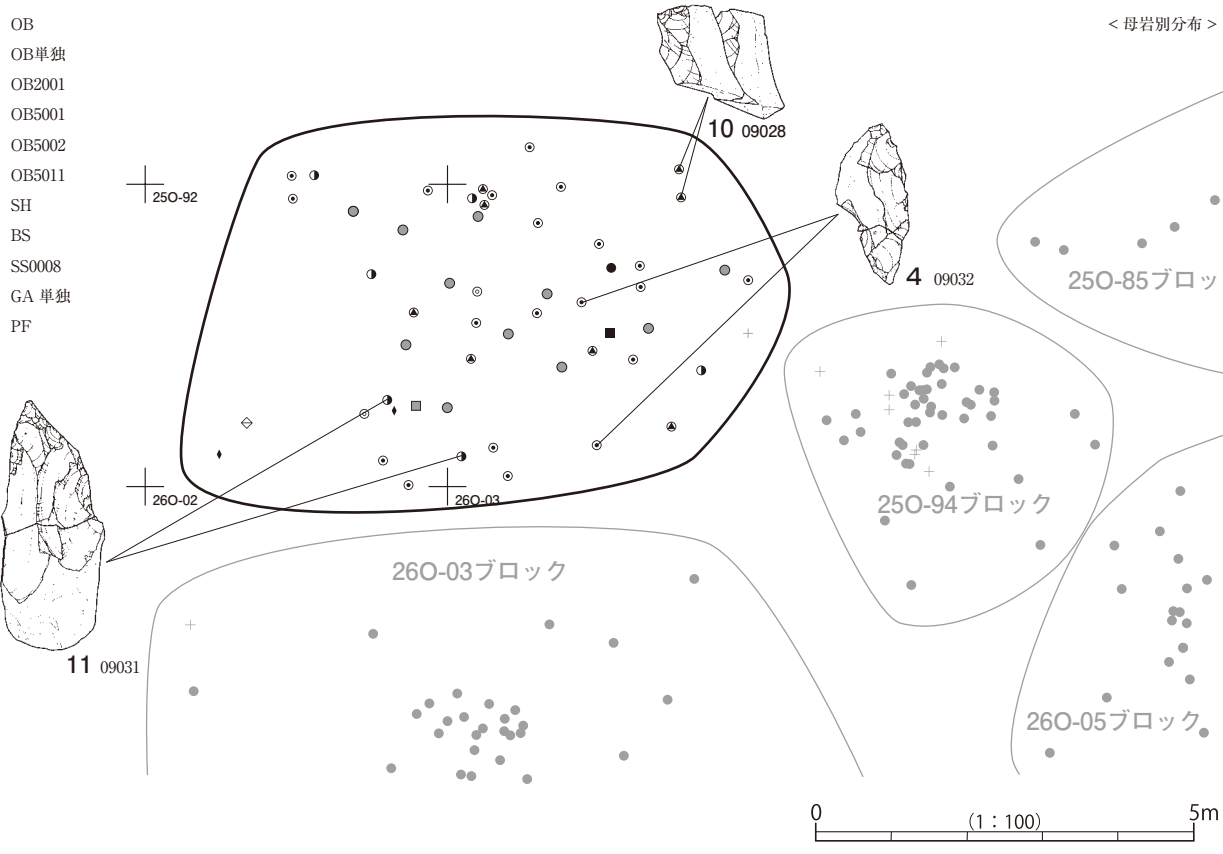 OB
OB単独
OB2001
OB5001
OB5002
OB5011
SH
BS
SS0008
GA 単独
PF
< 母岩別分布 >
10 09028
25O-92
4 09032
25O-85ブロッ
26O-02
26O-03
25O-94ブロック
26O-03ブロック
11 09031
26O-05ブロック
0 (1：100) 5m